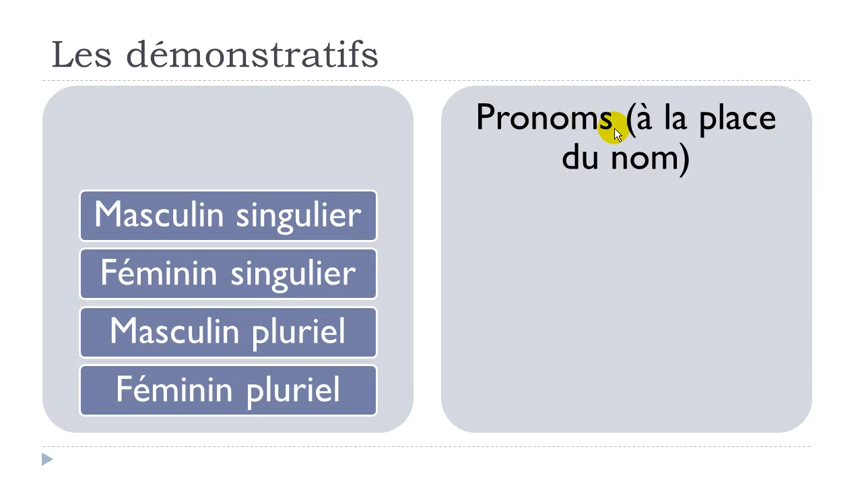 Les démonstratifs
Masculin singulier
Féminin singulier
Masculin pluriel
Féminin pluriel
Pronoms (à la place
du nom)